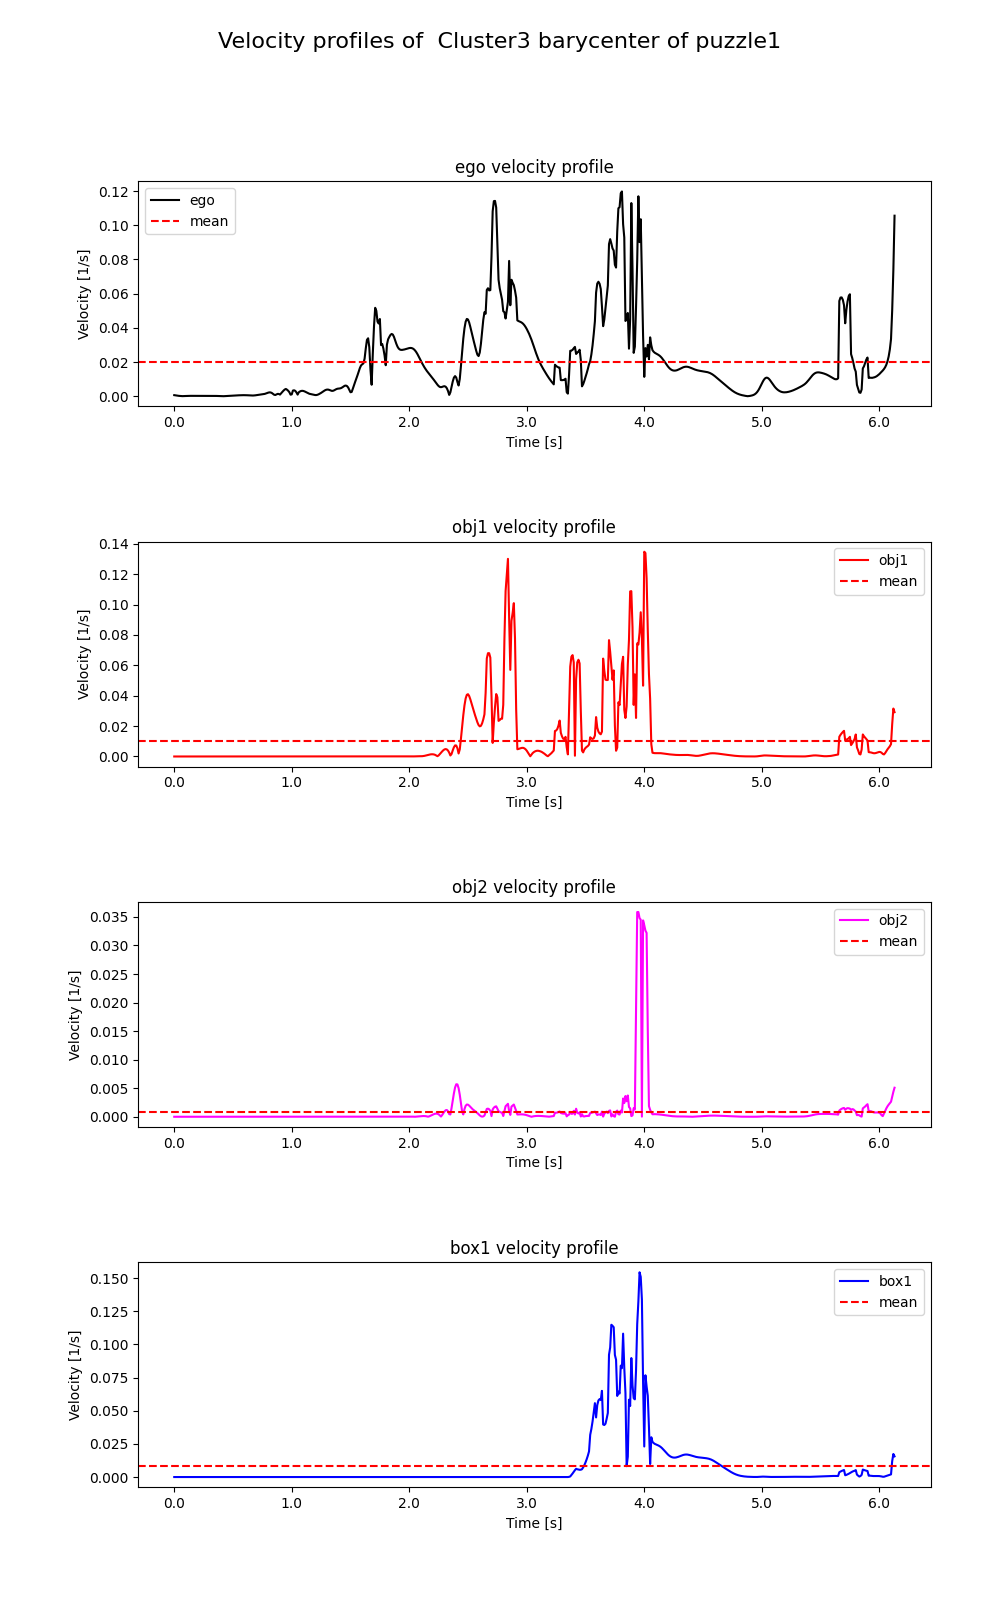 Velocity profiles of  Cluster3 barycenter of puzzle1
ego velocity profile
Velocity [1/s]
0.12
0.10
0.08
0.06
0.04
0.02
0.00
ego
mean
0.0 1.0 2.0 3.0 4.0 5.0 6.0
Time [s]
obj1 velocity profile
Velocity [1/s]
0.14
0.12
0.10
0.08
0.06
0.04
0.02
0.00
obj1
mean
0.0 1.0 2.0 3.0 4.0 5.0 6.0
Time [s]
obj2 velocity profile
Velocity [1/s]
0.035
0.030
0.025
0.020
0.015
0.010
0.005
0.000
obj2
mean
0.0 1.0 2.0 3.0 4.0 5.0 6.0
Time [s]
box1 velocity profile
Velocity [1/s]
0.150
0.125
0.100
0.075
0.050
0.025
0.000
box1
mean
0.0 1.0 2.0 3.0 4.0 5.0 6.0
Time [s]